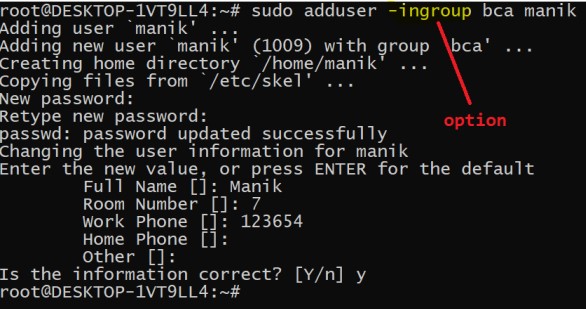 root@DESKTOP-1VT9LL4:~# sudo adduser -ingroup bca manik
Adding user `manik' ...
Adding new user `manik' (1009) with group `bca' ...
Creating home directory `/home/manik' ...
Copying files from `/etc/skel' ...
New password:
Retype new password:
passwd: password updated successfully
option
Changing the user information for manik
Enter the new value, or press ENTER for the default
Full Name []: Manik
Room Number []: 7
Work Phone []: 123654
Home Phone []:
Other []:
Is the information correct? [Y/n] y
root@DESKTOP-1VT9LL4:~#